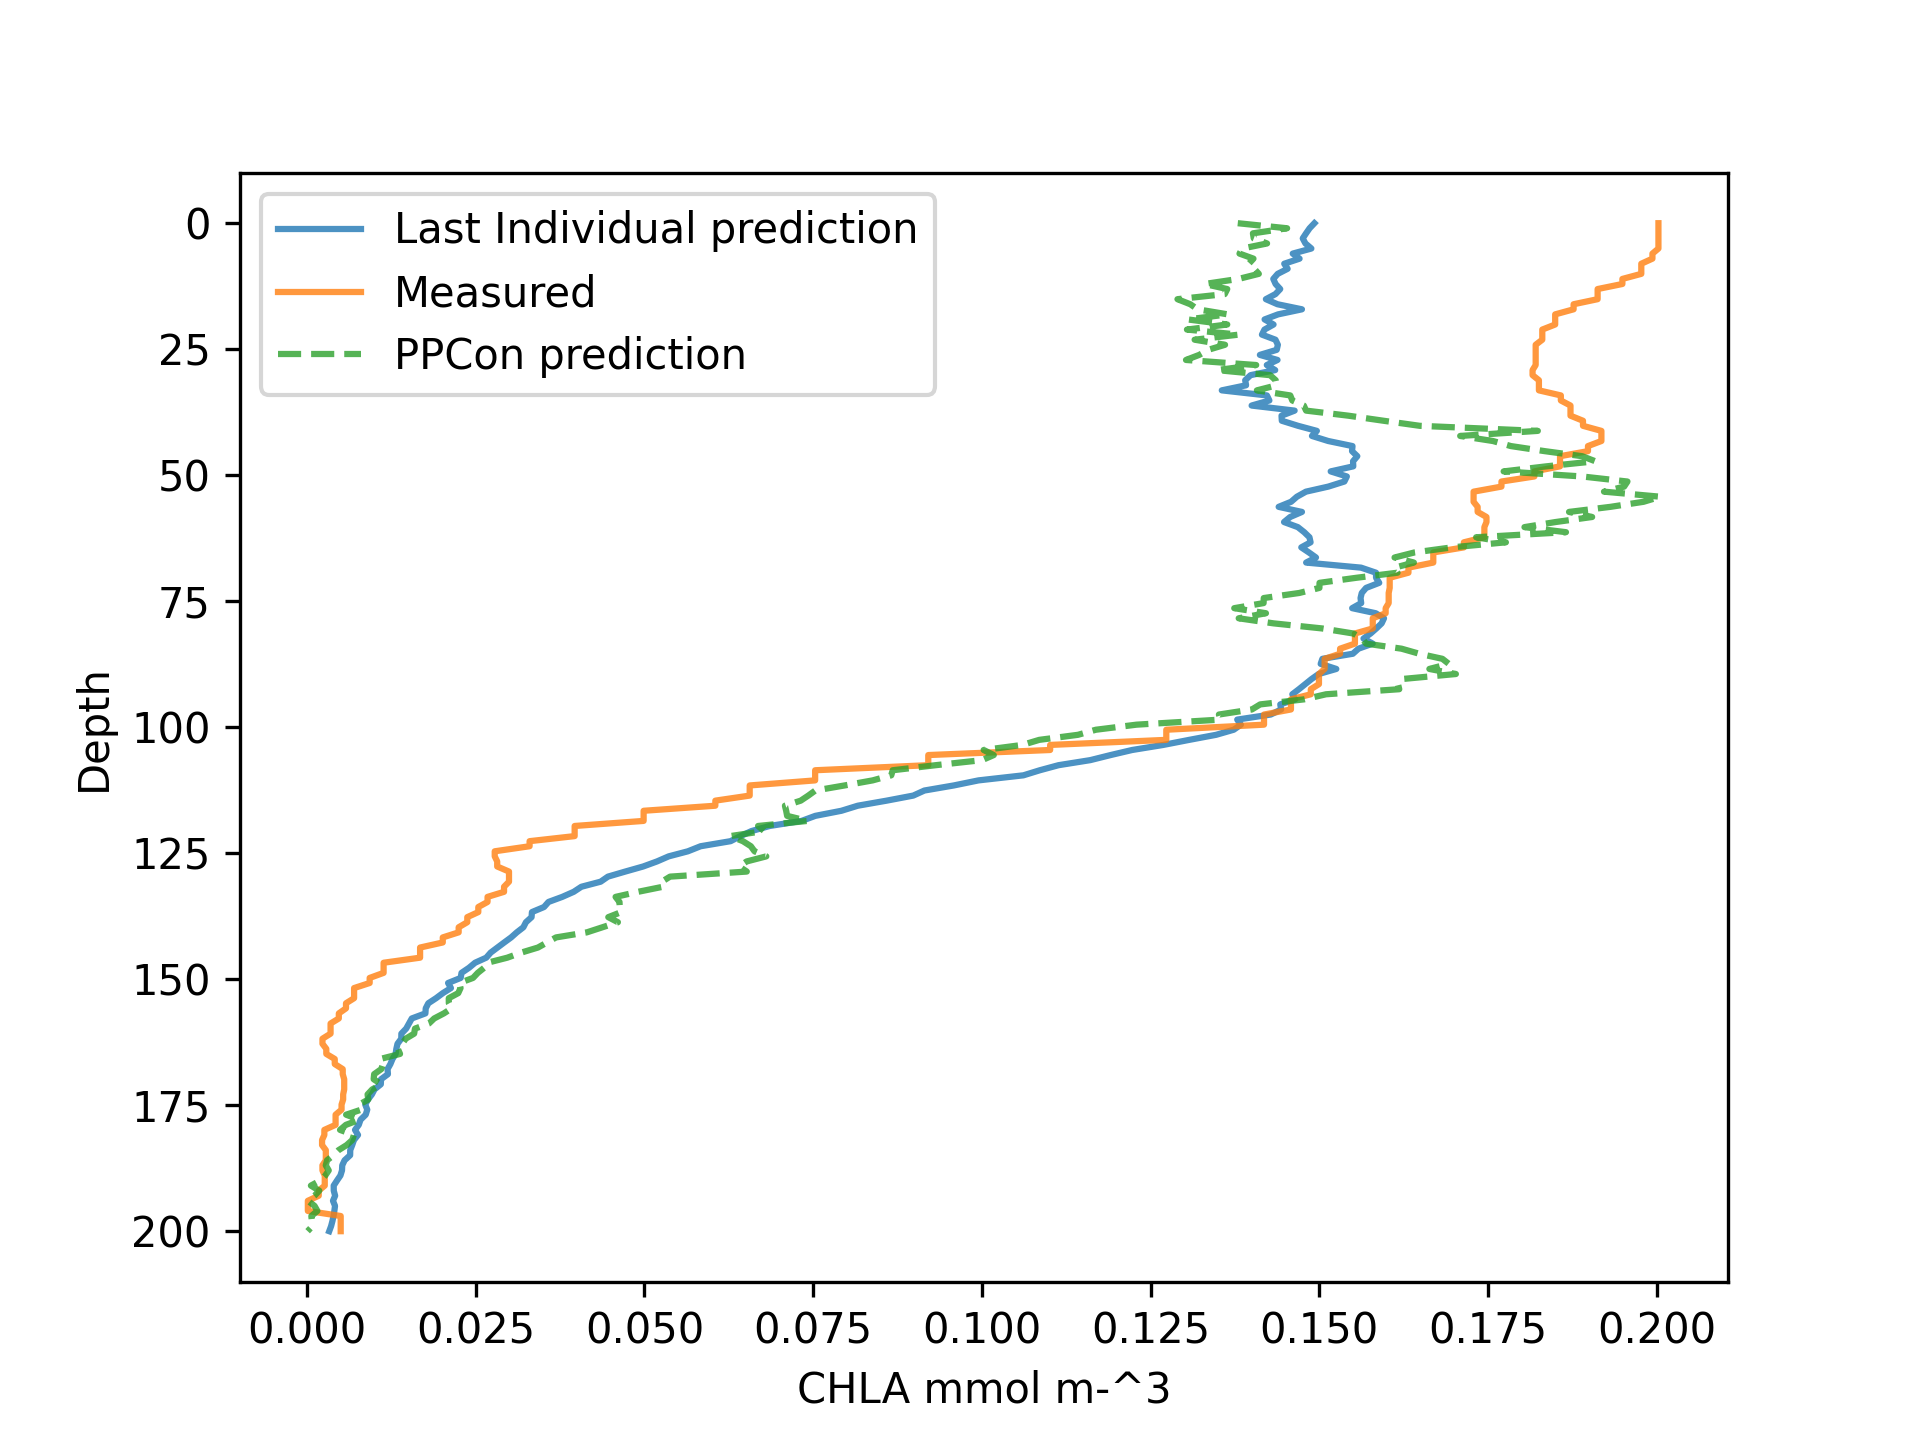 Last Individual prediction
Measured
PPCon prediction
0
25
50
75
100
125
150
175
200
Depth
0.000 0.025 0.050 0.075 0.100 0.125 0.150 0.175 0.200
CHLA mmol m-^3